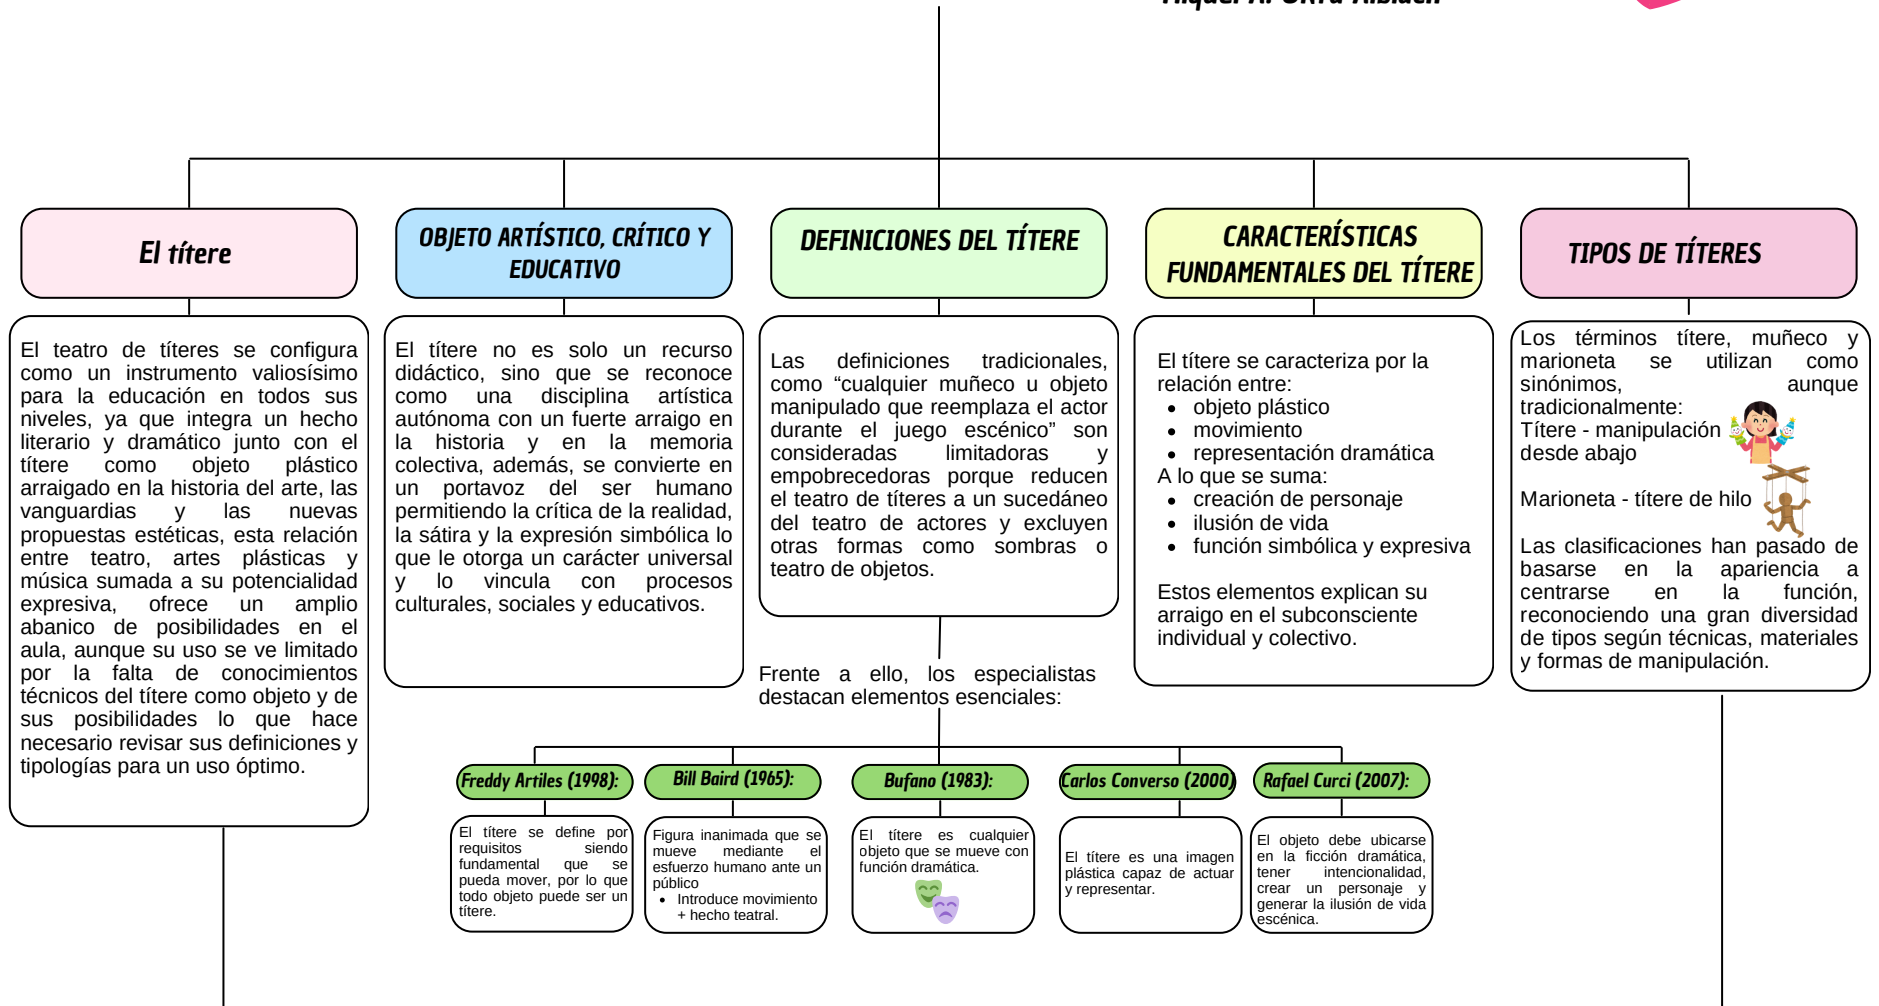 El títere
El teatro de títeres se configura
como un instrumento valiosísimo
para la educación en todos sus
niveles, ya que integra un hecho
literario y dramático junto con el
títere como objeto plástico
arraigado en la historia del arte, las
vanguardias y las nuevas
propuestas estéticas, esta relación
entre teatro, artes plásticas y
música sumada a su potencialidad
expresiva, ofrece un amplio
abanico de posibilidades en el
aula, aunque su uso se ve limitado
por la falta de conocimientos
técnicos del títere como objeto y de
sus posibilidades lo que hace
necesario revisar sus definiciones y
tipologías para un uso óptimo.
OBJETO ARTÍSTICO, CRÍTICO Y
EDUCATIVO
El títere no es solo un recurso
didáctico, sino que se reconoce
como una disciplina artística
autónoma con un fuerte arraigo en
la historia y en la memoria
colectiva, además, se convierte en
un portavoz del ser humano
permitiendo la crítica de la realidad,
la sátira y la expresión simbólica lo
que le otorga un carácter universal
y lo vincula con procesos
culturales, sociales y educativos.
DEFINICIONES DEL TÍTERE
Las definiciones tradicionales,
como “cualquier muñeco u objeto
manipulado que reemplaza el actor
durante el juego escénico” son
consideradas limitadoras y
empobrecedoras porque reducen
el teatro de títeres a un sucedáneo
del teatro de actores y excluyen
otras formas como sombras o
teatro de objetos.
Frente a ello, los especialistas
destacan elementos esenciales:
Freddy Artiles (1998):
El títere se define por
requisitos siendo
fundamental que se
pueda mover, por lo que
todo objeto puede ser un
títere.
Bill Baird (1965):
Figura inanimada que se
mueve mediante el
esfuerzo humano ante un
público
• Introduce movimiento
+ hecho teatral.
Bufano (1983):
El títere es cualquier
objeto que se mueve con
función dramática.
Carlos Converso (2000)
El títere es una imagen
plástica capaz de actuar
y representar.
Rafael Curci (2007):
El objeto debe ubicarse
en la ficción dramática,
tener intencionalidad,
crear un personaje y
generar la ilusión de vida
escénica.
CARACTERÍSTICAS
FUNDAMENTALES DEL TÍTERE
El títere se caracteriza por la
relación entre:
• objeto plástico
• movimiento
• representación dramática
A lo que se suma:
• creación de personaje
• ilusión de vida
• función simbólica y expresiva
Estos elementos explican su
arraigo en el subconsciente
individual y colectivo.
TIPOS DE TÍTERES
Los términos títere, muñeco y
marioneta se utilizan como
sinónimos, aunque
tradicionalmente:
Títere - manipulación
desde abajo
Marioneta - títere de hilo
Las clasificaciones han pasado de
basarse en la apariencia a
centrarse en la función,
reconociendo una gran diversidad
de tipos según técnicas, materiales
y formas de manipulación.